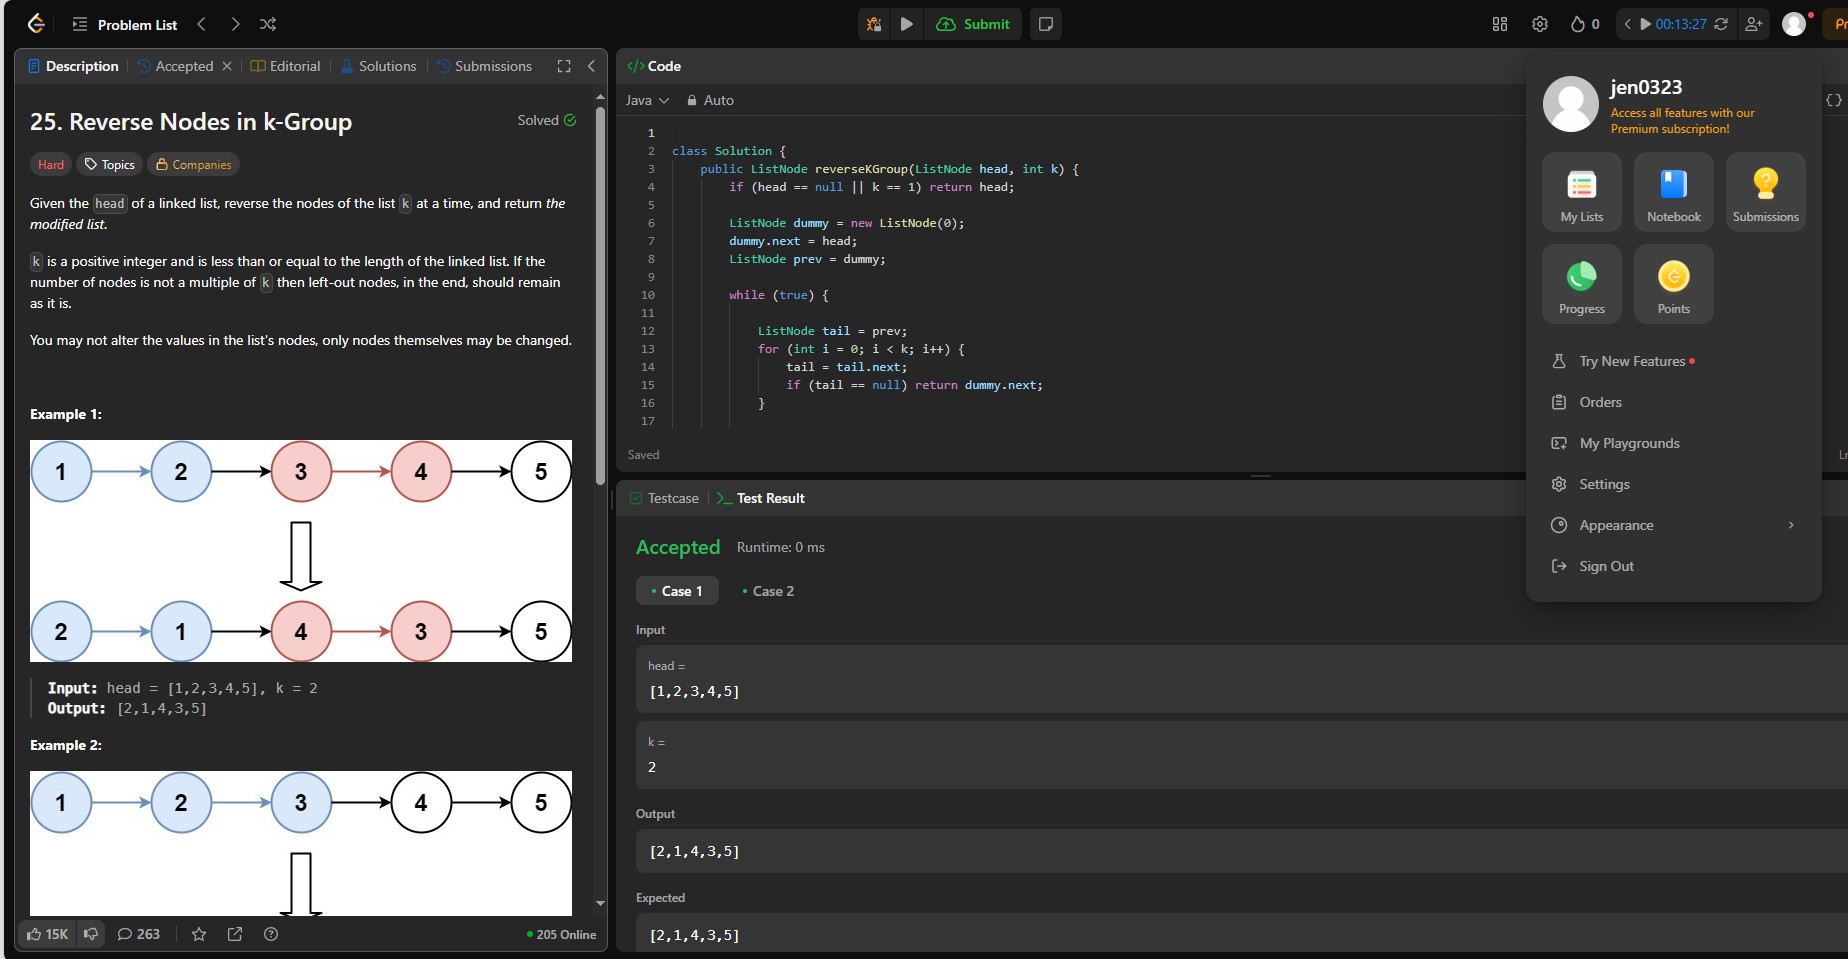 Problem List
Submit
0
00:13:27
Description
Accepted
Editorial
Solutions
Submissions
25. Reverse Nodes in k-Group
Solved
Hard
Topics
Companies
Given the head of a linked list, reverse the nodes of the list k at a time, and return the
modified list.
k is a positive integer and is less than or equal to the length of the linked list. If the
number of nodes is not a multiple of k then left-out nodes, in the end, should remain
as it is.
You may not alter the values in the list's nodes, only nodes themselves may be changed.
Example 1:
1 2 3 4 5
2 1 4 3 5
Input: head = [1,2,3,4,5], k = 2
Output: [2,1,4,3,5]
Example 2:
1 2 3 4 5
15K
263
205 Online
</> Code
Java
Auto
1
2 class Solution {
3 public ListNode reverseKGroup(ListNode head, int k) {
4 if (head == null || k == 1) return head;
5
6 ListNode dummy = new ListNode(0);
7 dummy.next = head;
8 ListNode prev = dummy;
9
10 while (true) {
11
12 ListNode tail = prev;
13 for (int i = 0; i < k; i++) {
14 tail = tail.next;
15 if (tail == null) return dummy.next;
16 }
17
Saved
Testcase
Test Result
Accepted
Runtime: 0 ms
Case 1
Case 2
Input
head =
[1,2,3,4,5]
k =
2
Output
[2,1,4,3,5]
Expected
[2,1,4,3,5]
jen0323
Access all features with our
Premium subscription!
My Lists
Notebook
Submissions
Progress
Points
Try New Features
Orders
My Playgrounds
Settings
Appearance
Sign Out